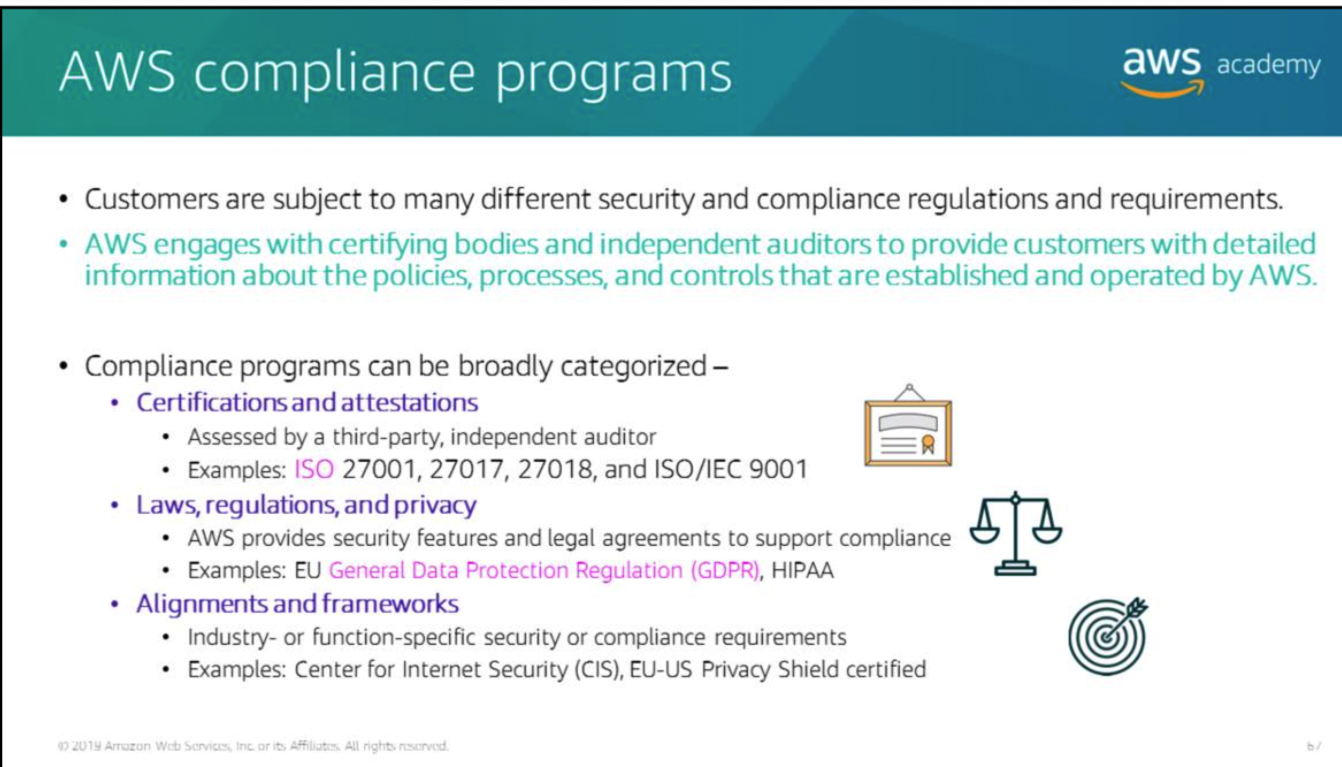 AWS compliance programs
aws academy
• Customers are subject to many different security and compliance regulations and requirements.
• AWS engages with certifying bodies and independent auditors to provide customers with detailed
information about the policies, processes, and controls that are established and operated by AWS.
• Compliance programs can be broadly categorized –
• Certifications and attestations
• Assessed by a third-party, independent auditor
• Examples: ISO 27001, 27017, 27018, and ISO/IEC 9001
• Laws, regulations, and privacy
• AWS provides security features and legal agreements to support compliance
• Examples: EU General Data Protection Regulation (GDPR), HIPAA
• Alignments and frameworks
• Industry- or function-specific security or compliance requirements
• Examples: Center for Internet Security (CIS), EU-US Privacy Shield certified
© 2019 Amazon Web Services, Inc. or its Affiliates. All rights reserved.
67